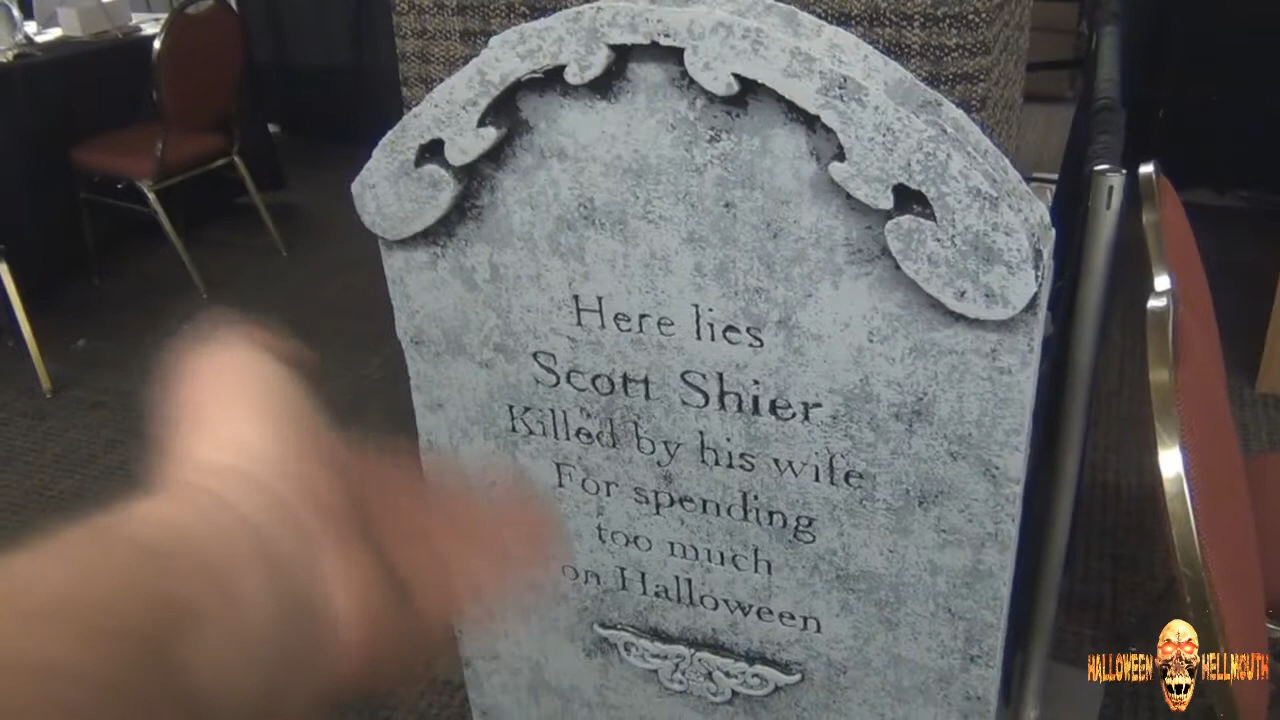 Here lies
Scott Shier
Killed by his wife
For spending
too much
on Halloween
HALLOWEEN HELLMOUTH